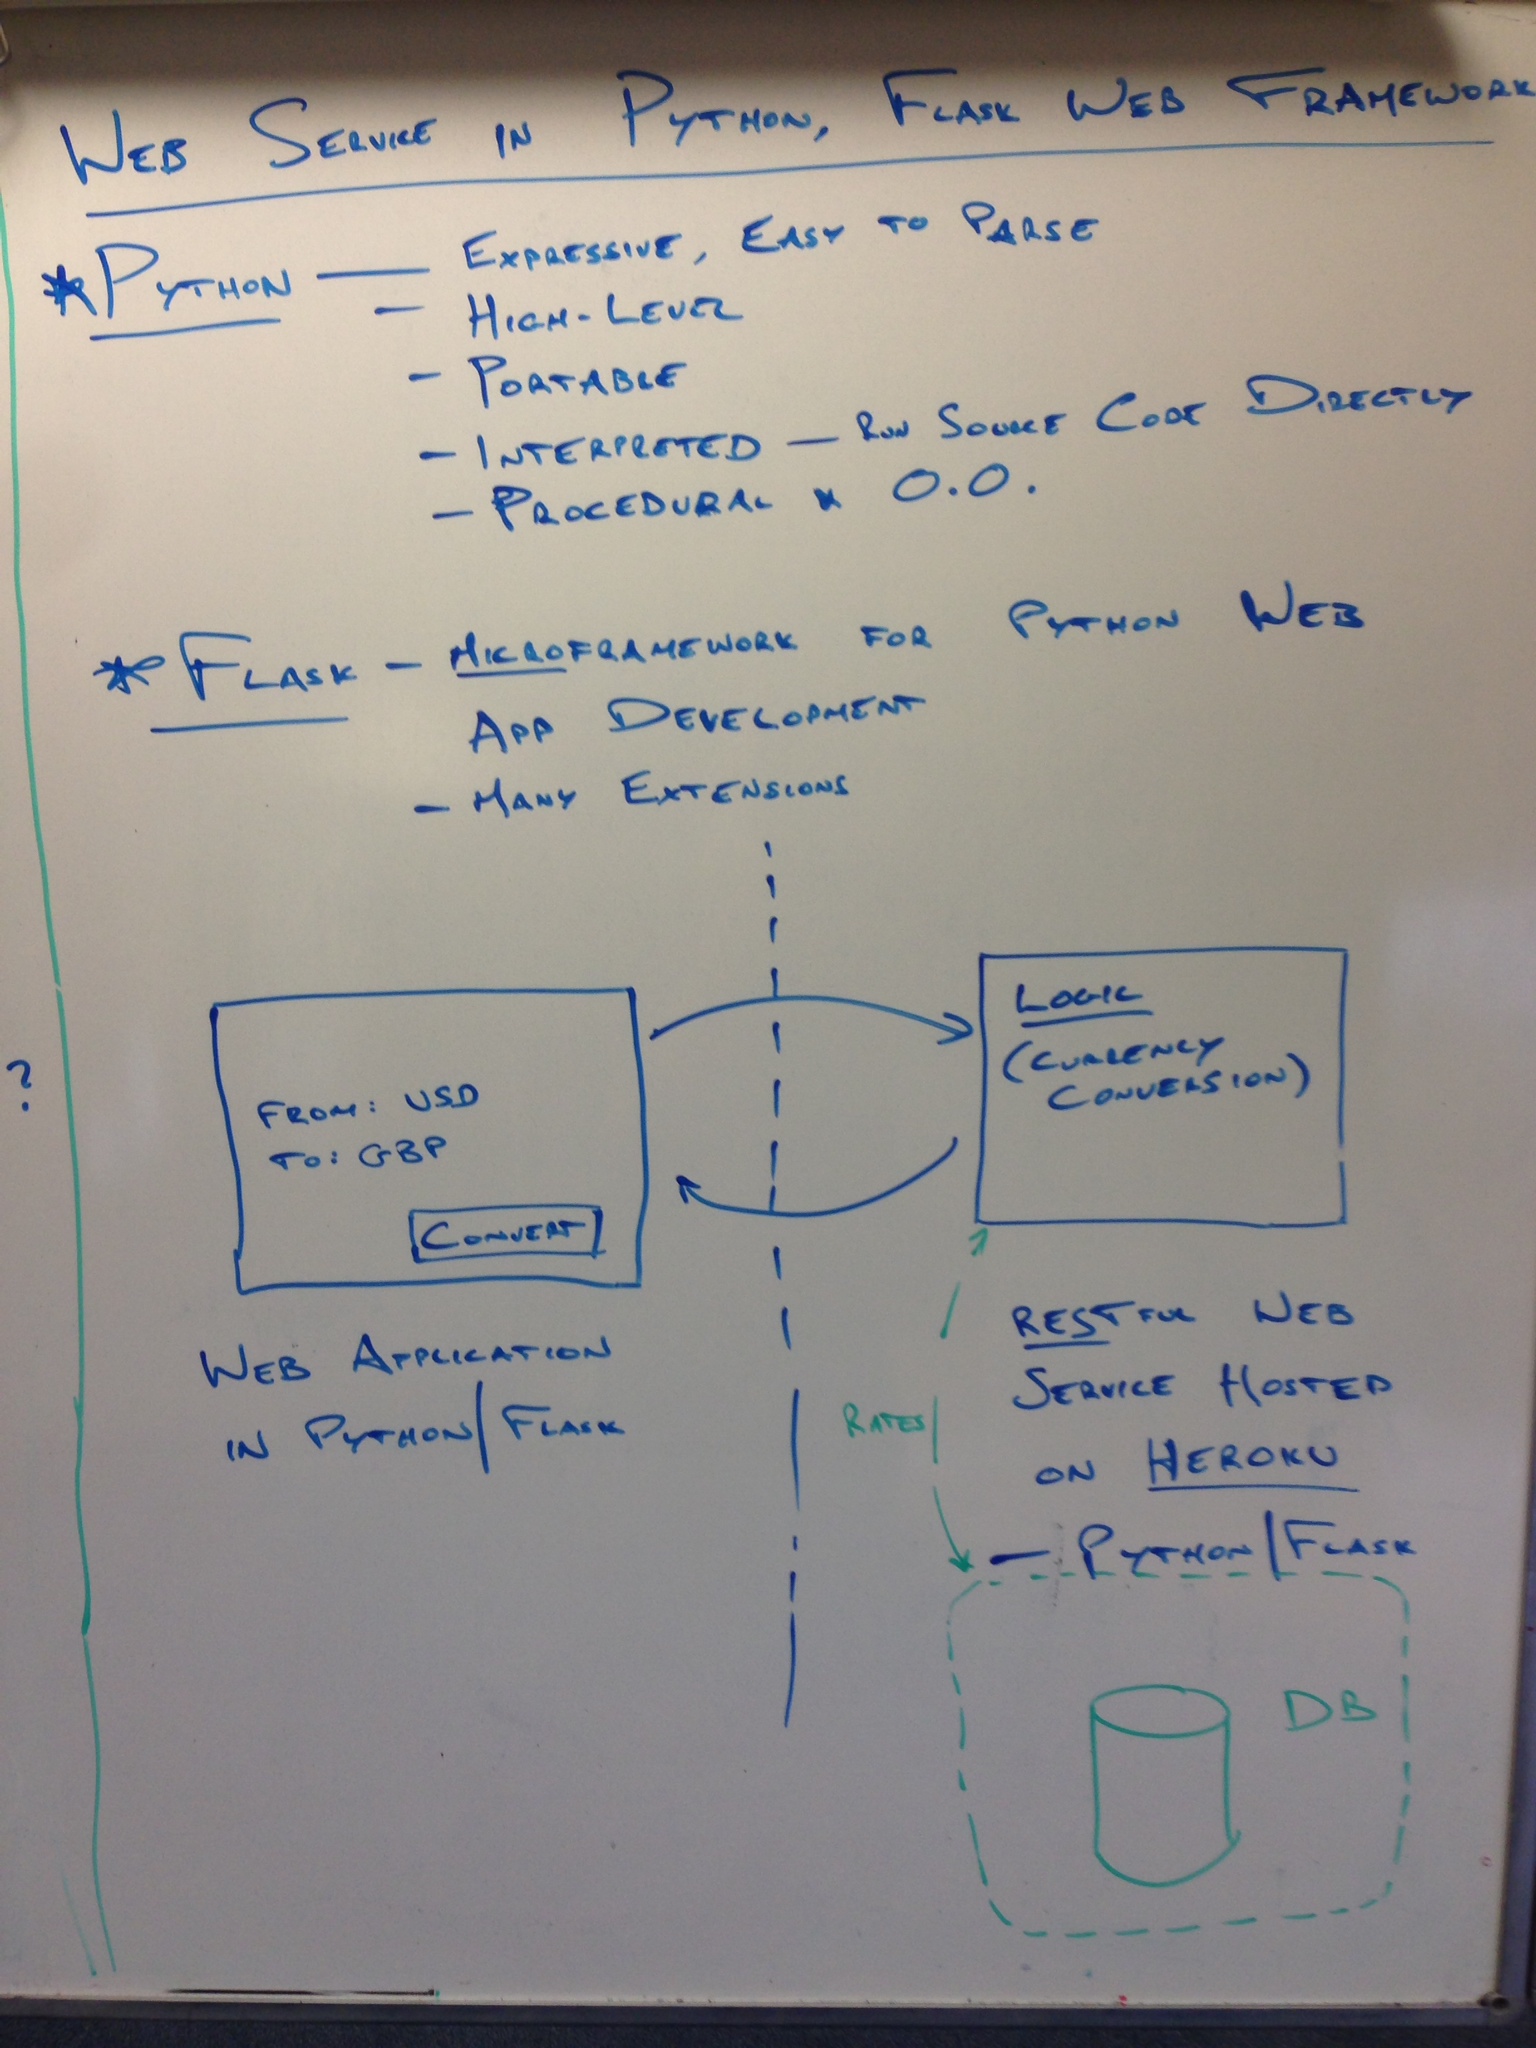 WEB SERVICE IN PYTHON, FLASK WEB FRAMEWORK
* PYTHON — EXPRESSIVE, EASY TO PARSE
- HIGH-LEVEL
- PORTABLE
- INTERPRETED — RUN SOURCE CODE DIRECTLY
- PROCEDURAL & O.O.
* FLASK - MICROFRAMEWORK FOR PYTHON WEB
APP DEVELOPMENT
- MANY EXTENSIONS
?
FROM: USD
TO: GBP
CONVERT
WEB APPLICATION
IN PYTHON/FLASK
LOGIC
(CURRENCY
CONVERSION)
RESTFUL WEB
SERVICE HOSTED
ON HEROKU
- PYTHON/FLASK
RATES
DB